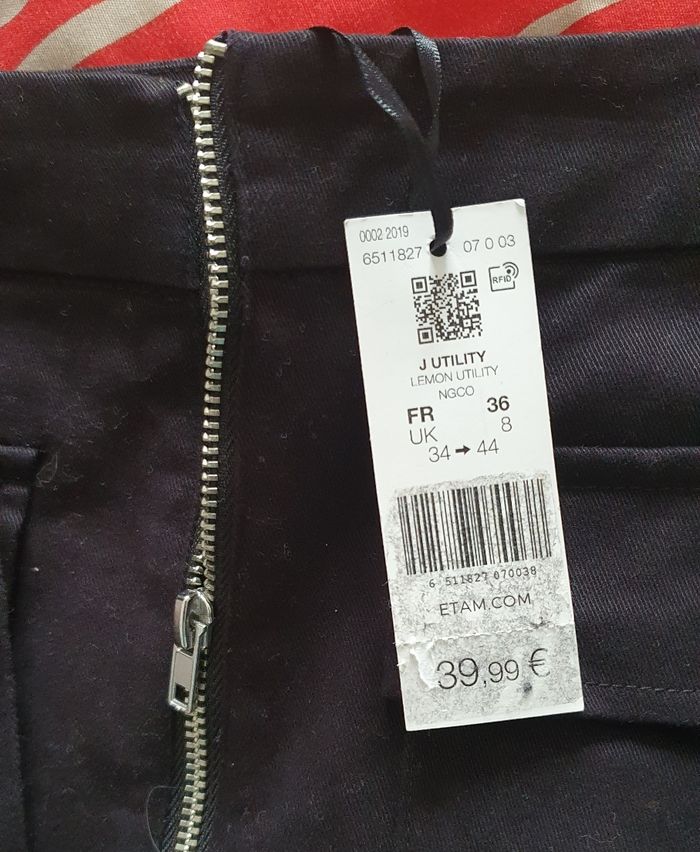 0002 2019
6511827 07 0 03
RFID
J UTILITY
LEMON UTILITY
NGCO
FR 36
UK 8
34 ➡ 44
6 511827 070038
ETAM.COM
39,99 €